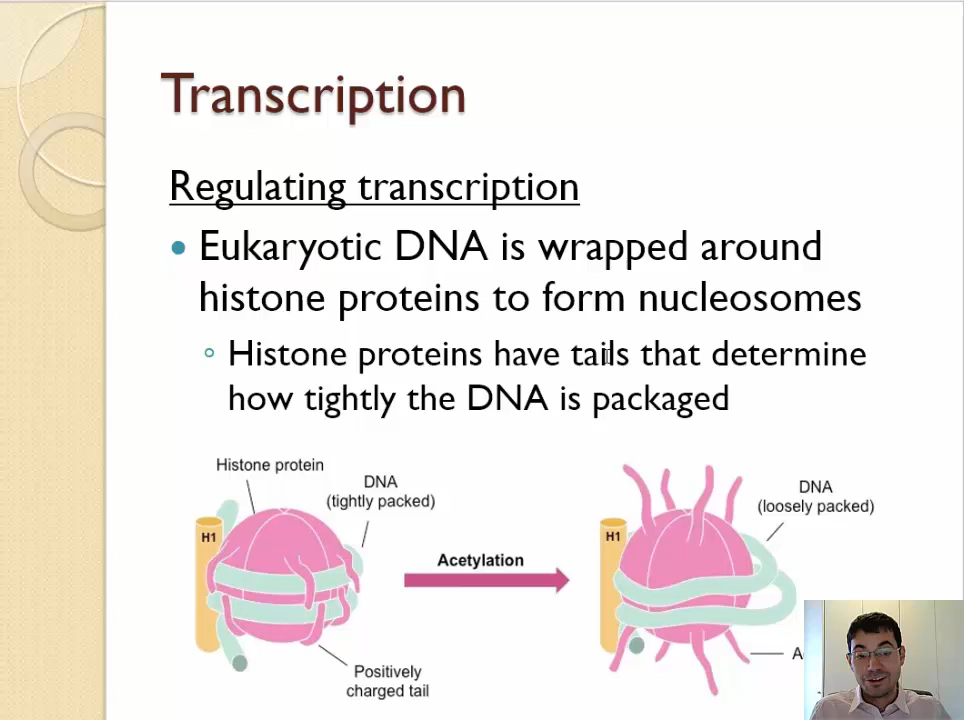 Transcription
Regulating transcription
Eukaryotic DNA is wrapped around
histone proteins to form nucleosomes
Histone proteins have tails that determine
how tightly the DNA is packaged
Histone protein
DNA
(tightly packed)
H1
Acetylation
Positively
charged tail
DNA
(loosely packed)
H1